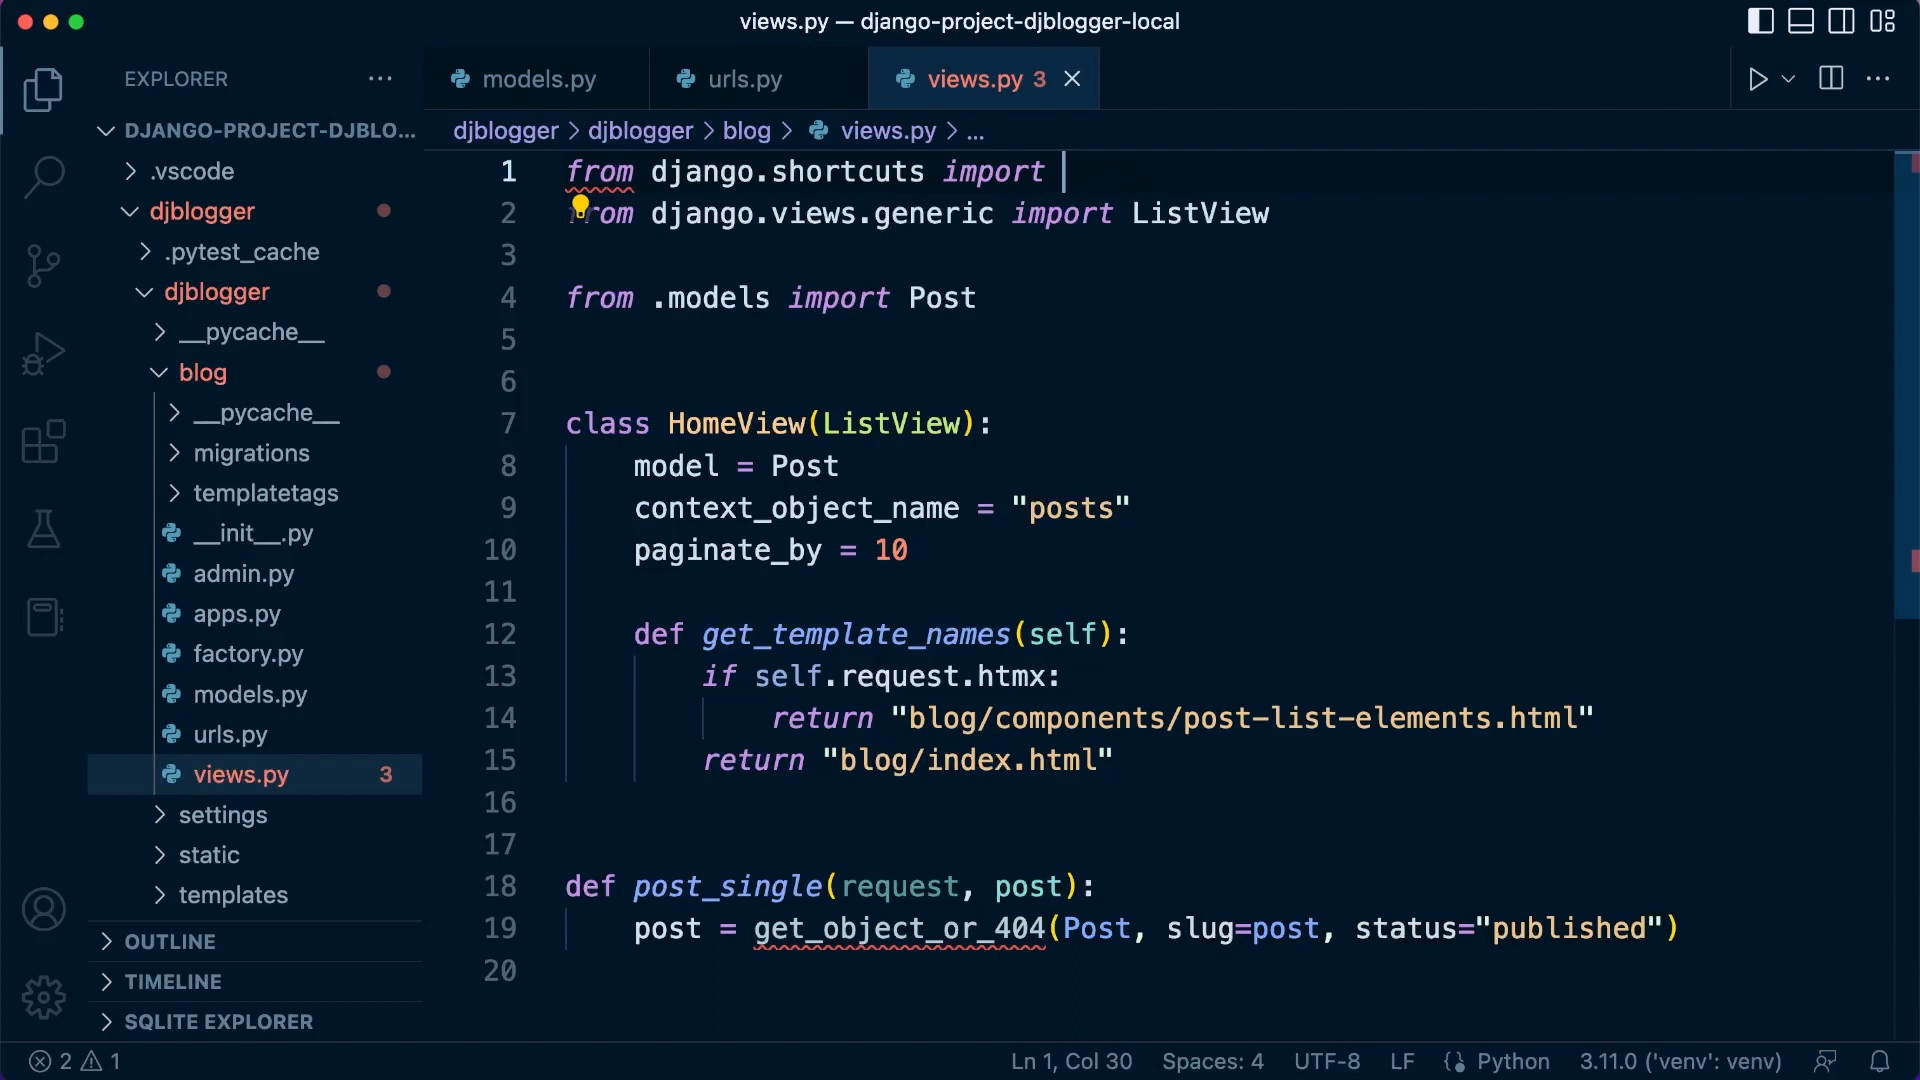 views.py — django-project-djblogger-local
EXPLORER
models.py
urls.py
views.py 3
DJANGO-PROJECT-DJBLO...
djblogger > djblogger > blog > views.py > ...
.vscode
djblogger
.pytest_cache
djblogger
__pycache__
blog
__pycache__
migrations
templatetags
__init__.py
admin.py
apps.py
factory.py
models.py
urls.py
views.py 3
settings
static
templates
OUTLINE
TIMELINE
SQLITE EXPLORER
1 from django.shortcuts import
2 from django.views.generic import ListView
3
4 from .models import Post
5
6
7 class HomeView(ListView):
8 model = Post
9 context_object_name = "posts"
10 paginate_by = 10
11
12 def get_template_names(self):
13 if self.request.htmx:
14 return "blog/components/post-list-elements.html"
15 return "blog/index.html"
16
17
18 def post_single(request, post):
19 post = get_object_or_404(Post, slug=post, status="published")
20
2 1 Ln 1, Col 30 Spaces: 4 UTF-8 LF Python 3.11.0 ('venv': venv)